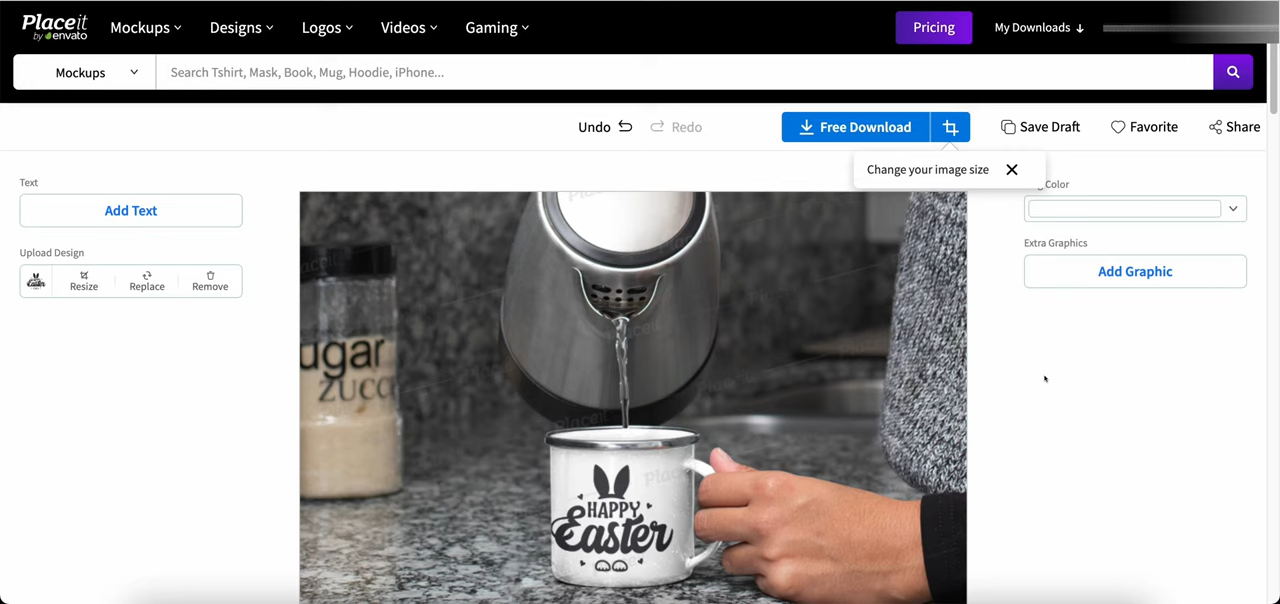 Placeit
by envato
Mockups
Designs
Logos
Videos
Gaming
Pricing
My Downloads
Mockups
Search Tshirt, Mask, Book, Mug, Hoodie, iPhone...
Undo
Redo
Free Download
Save Draft
Favorite
Share
Change your image size
Text
Add Text
Color
Upload Design
Resize
Replace
Remove
Extra Graphics
Add Graphic
ugar
ZUCC
HAPPY
Easter
Placeit